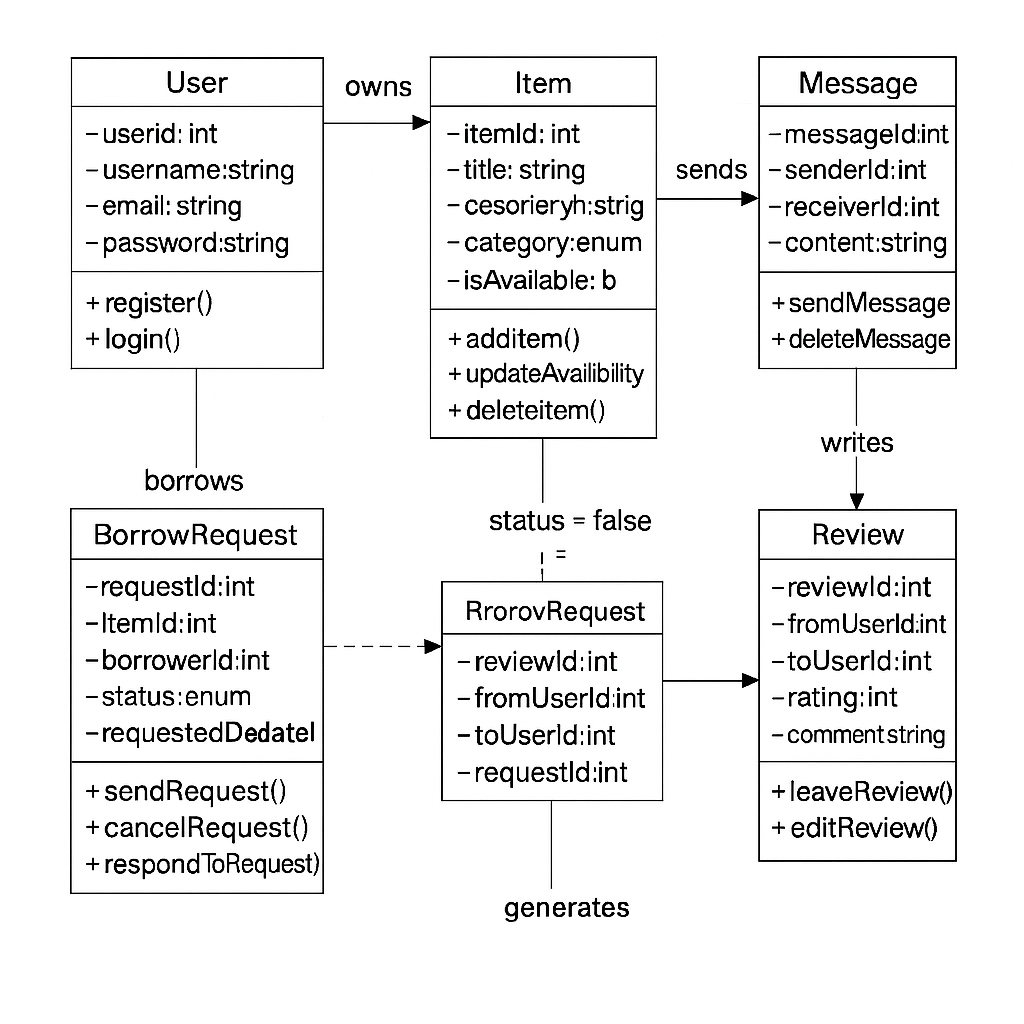 User
-userid: int
-username:string
-email: string
-password:string
+register()
+login()
owns
Item
-itemId: int
-title: string
-cesorieryh:strig
-category:enum
-isAvailable: b
+additem()
+updateAvailibility
+deleteitem()
sends
Message
-messageId:int
-senderId:int
-receiverId:int
-content:string
+sendMessage
+deleteMessage
borrows
status = false
=
writes
BorrowRequest
-requestId:int
-ItemId:int
-borrowerId:int
-status:enum
-requestedDedatel
+sendRequest()
+cancelRequest()
+respondToRequest)
RrorovRequest
-reviewId:int
-fromUserId:int
-toUserId:int
-requestId:int
generates
Review
-reviewId:int
-fromUserId:int
-toUserId:int
-rating:int
-comment string
+leaveReview()
+editReview()